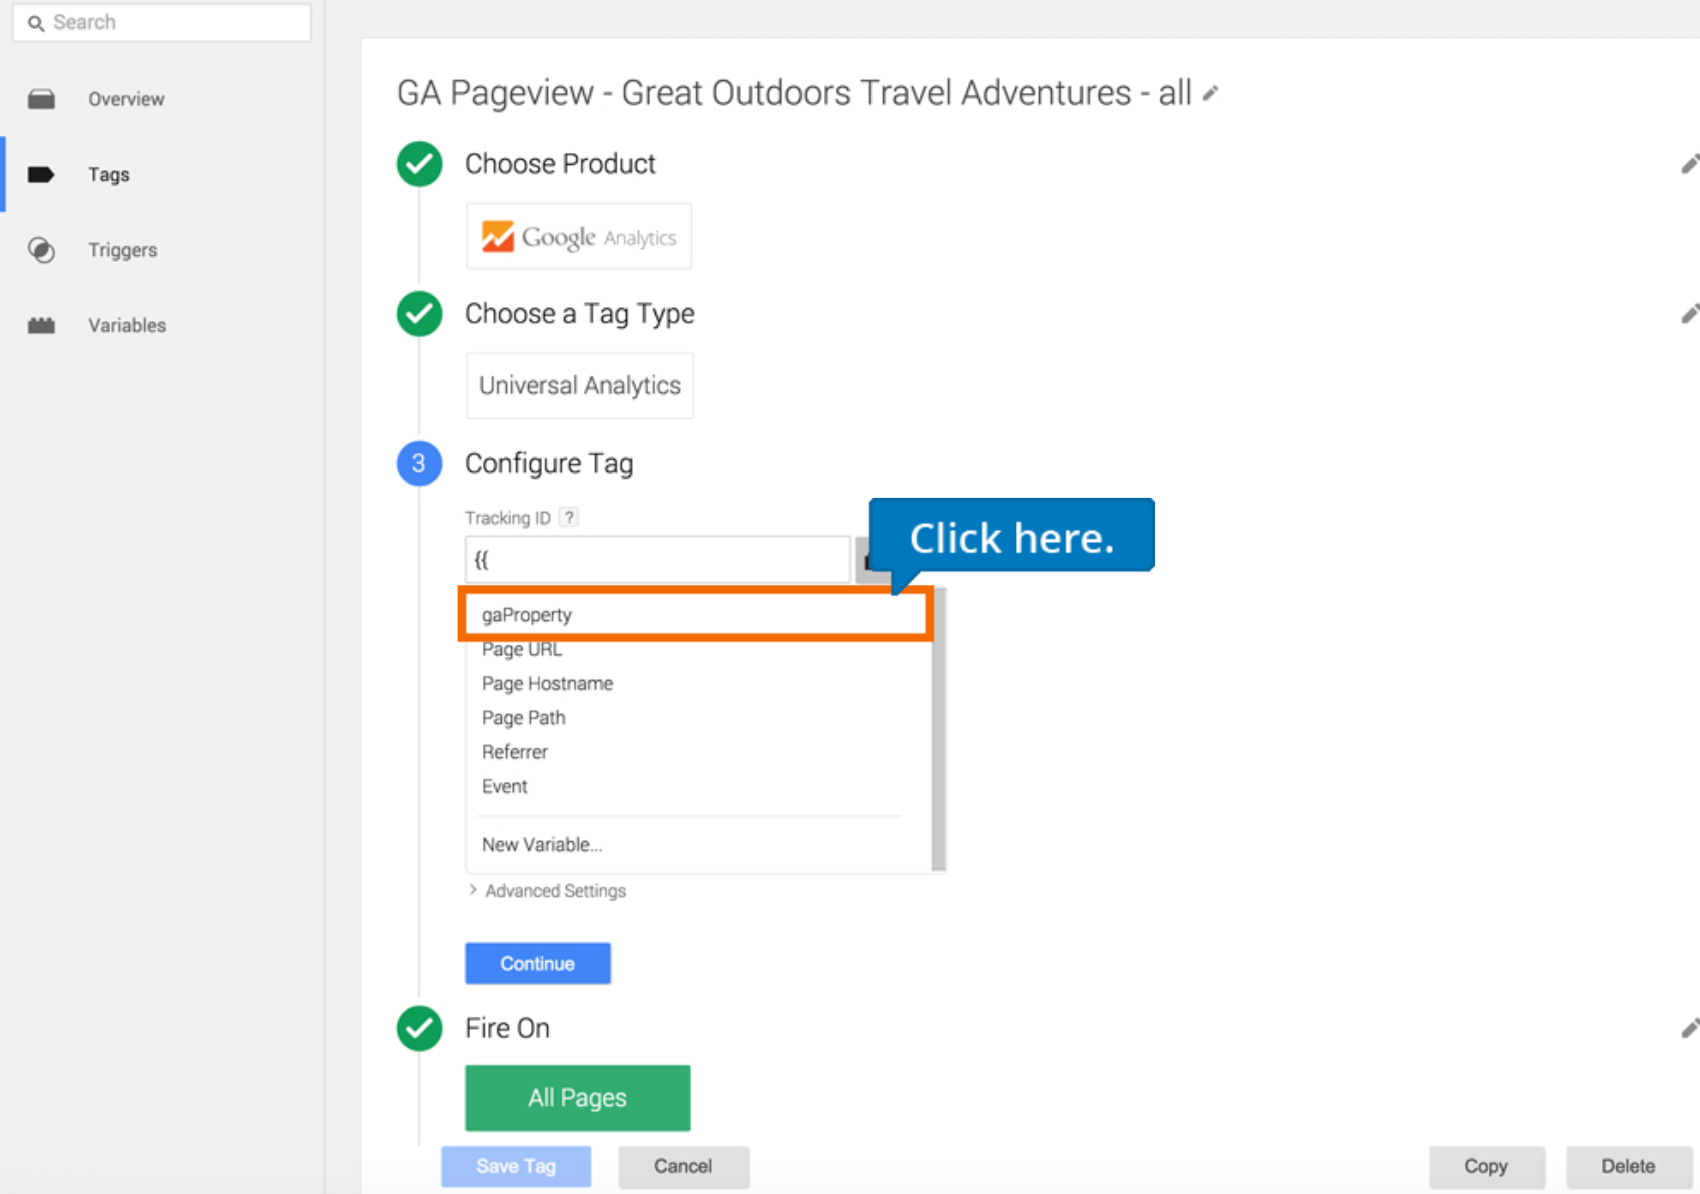 Search
Overview
Tags
Triggers
Variables
GA Pageview - Great Outdoors Travel Adventures - all
Choose Product
Google Analytics
Choose a Tag Type
Universal Analytics
3 Configure Tag
Tracking ID ?
Click here.
{{
gaProperty
Page URL
Page Hostname
Page Path
Referrer
Event
New Variable...
Advanced Settings
Continue
Fire On
All Pages
Save Tag Cancel Copy Delete